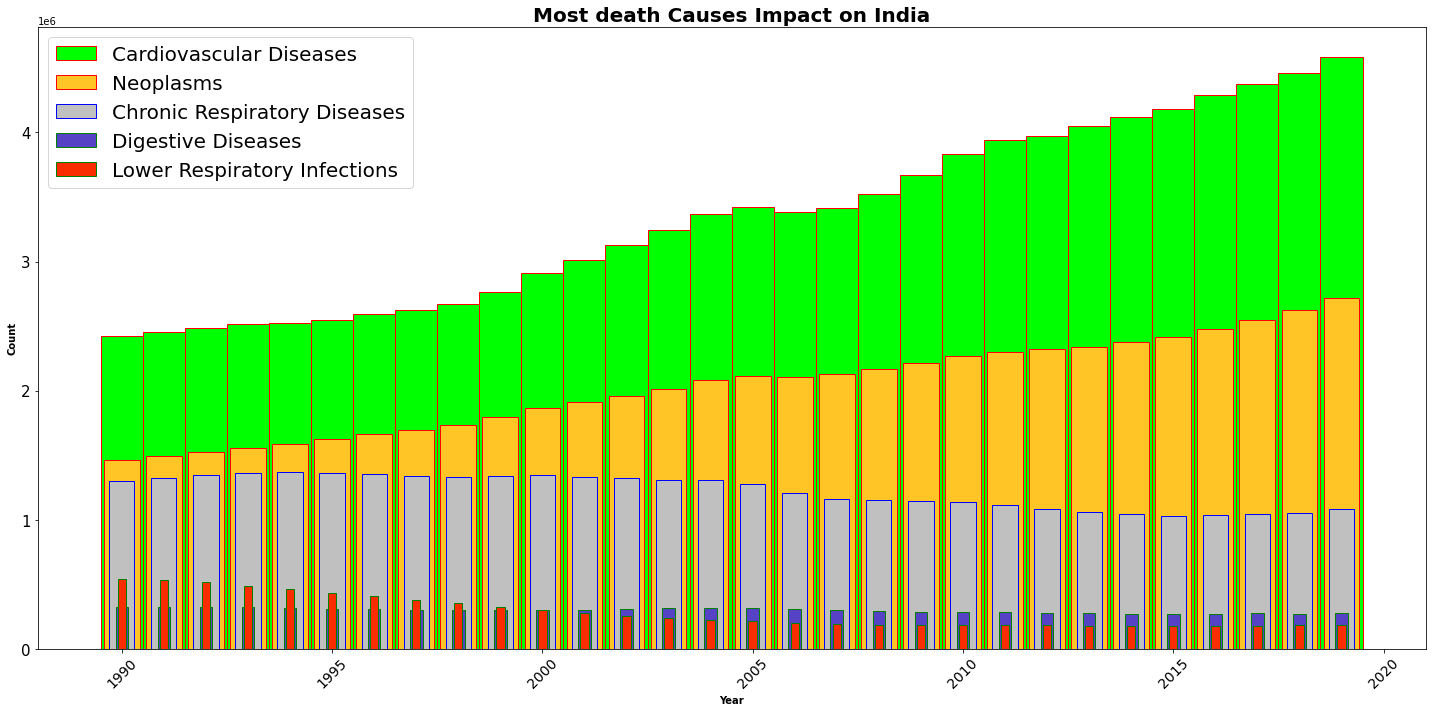 Most death Causes Impact on India
1e6
Cardiovascular Diseases
Neoplasms
Chronic Respiratory Diseases
Digestive Diseases
Lower Respiratory Infections
4
3
2
1
0
Count
1990
1995
2000
2005
2010
2015
2020
Year